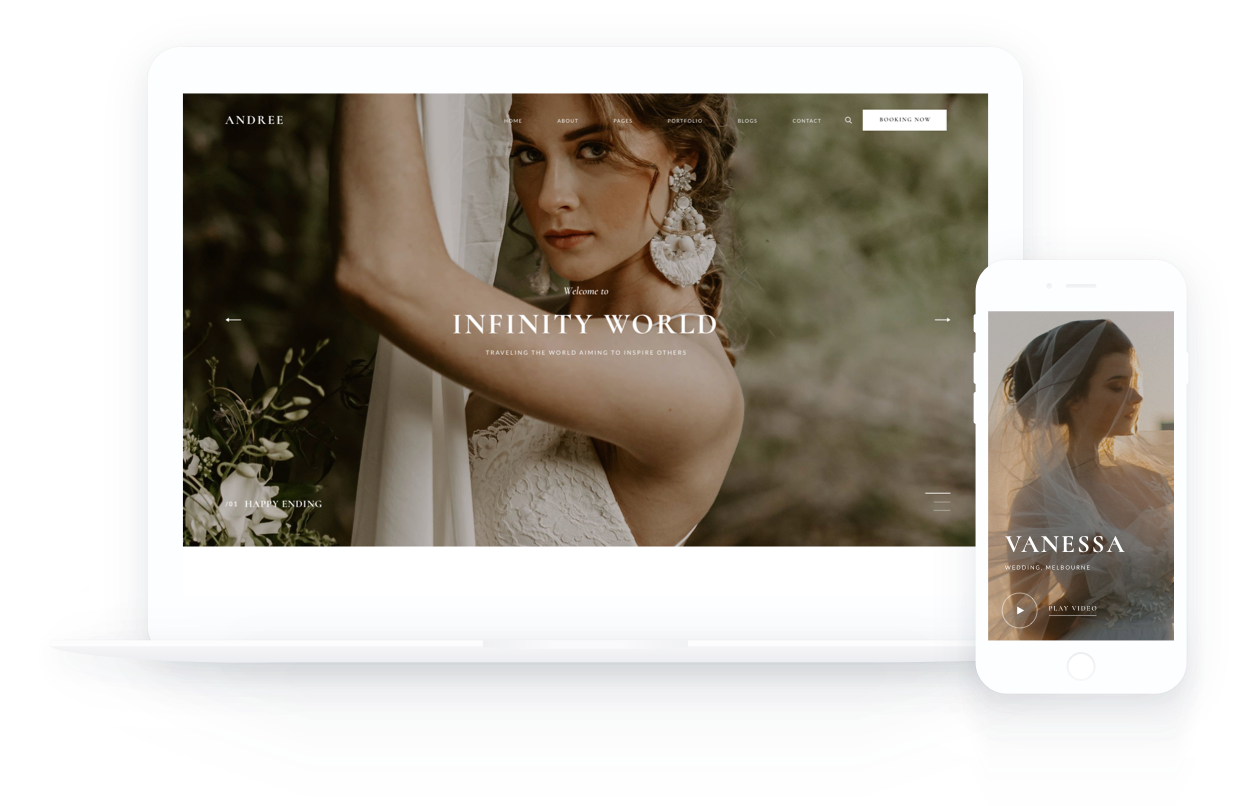 ANDREE
HOME ABOUT PAGES PORTFOLIO BLOGS CONTACT BOOKING NOW
Welcome to
INFINITY WORLD
TRAVELING THE WORLD AIMING TO INSPIRE OTHERS
/01 HAPPY ENDING
VANESSA
WEDDING, MELBOURNE
PLAY VIDEO